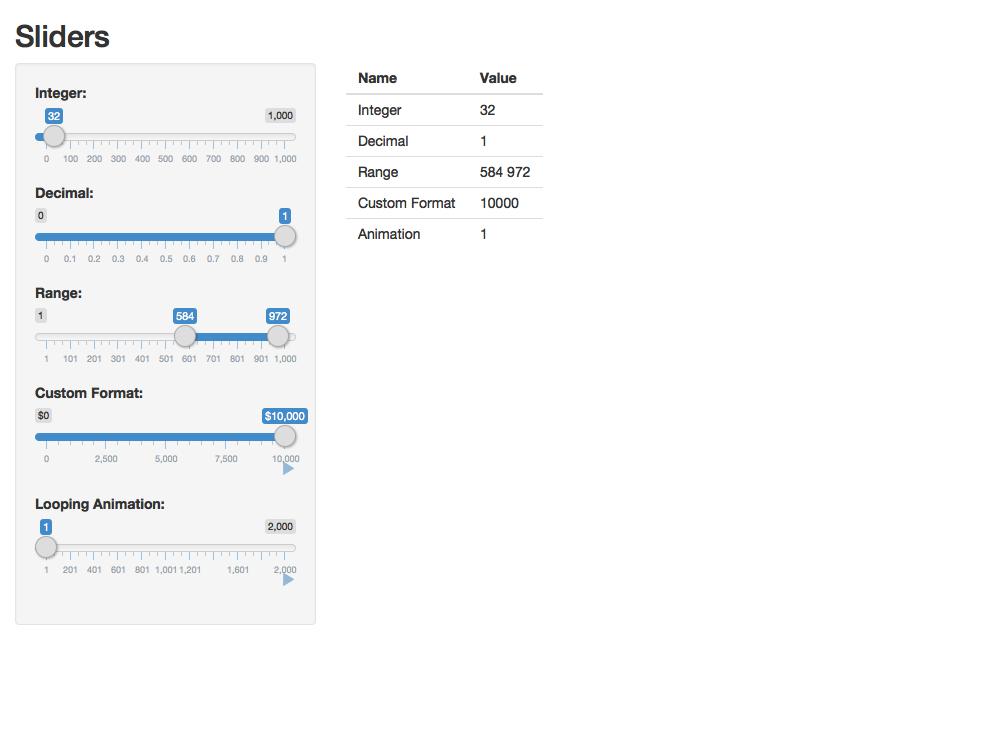 Sliders
Integer:
32 1,000
0 100 200 300 400 500 600 700 800 900 1,000
Decimal:
0 1
0 0.1 0.2 0.3 0.4 0.5 0.6 0.7 0.8 0.9 1
Range:
1 584 972
1 101 201 301 401 501 601 701 801 901 1,000
Custom Format:
$0 $10,000
0 2,500 5,000 7,500 10,000
Looping Animation:
1 2,000
1 201 401 601 801 1,001 1,201 1,601 2,000
Name Value
Integer 32
Decimal 1
Range 584 972
Custom Format 10000
Animation 1